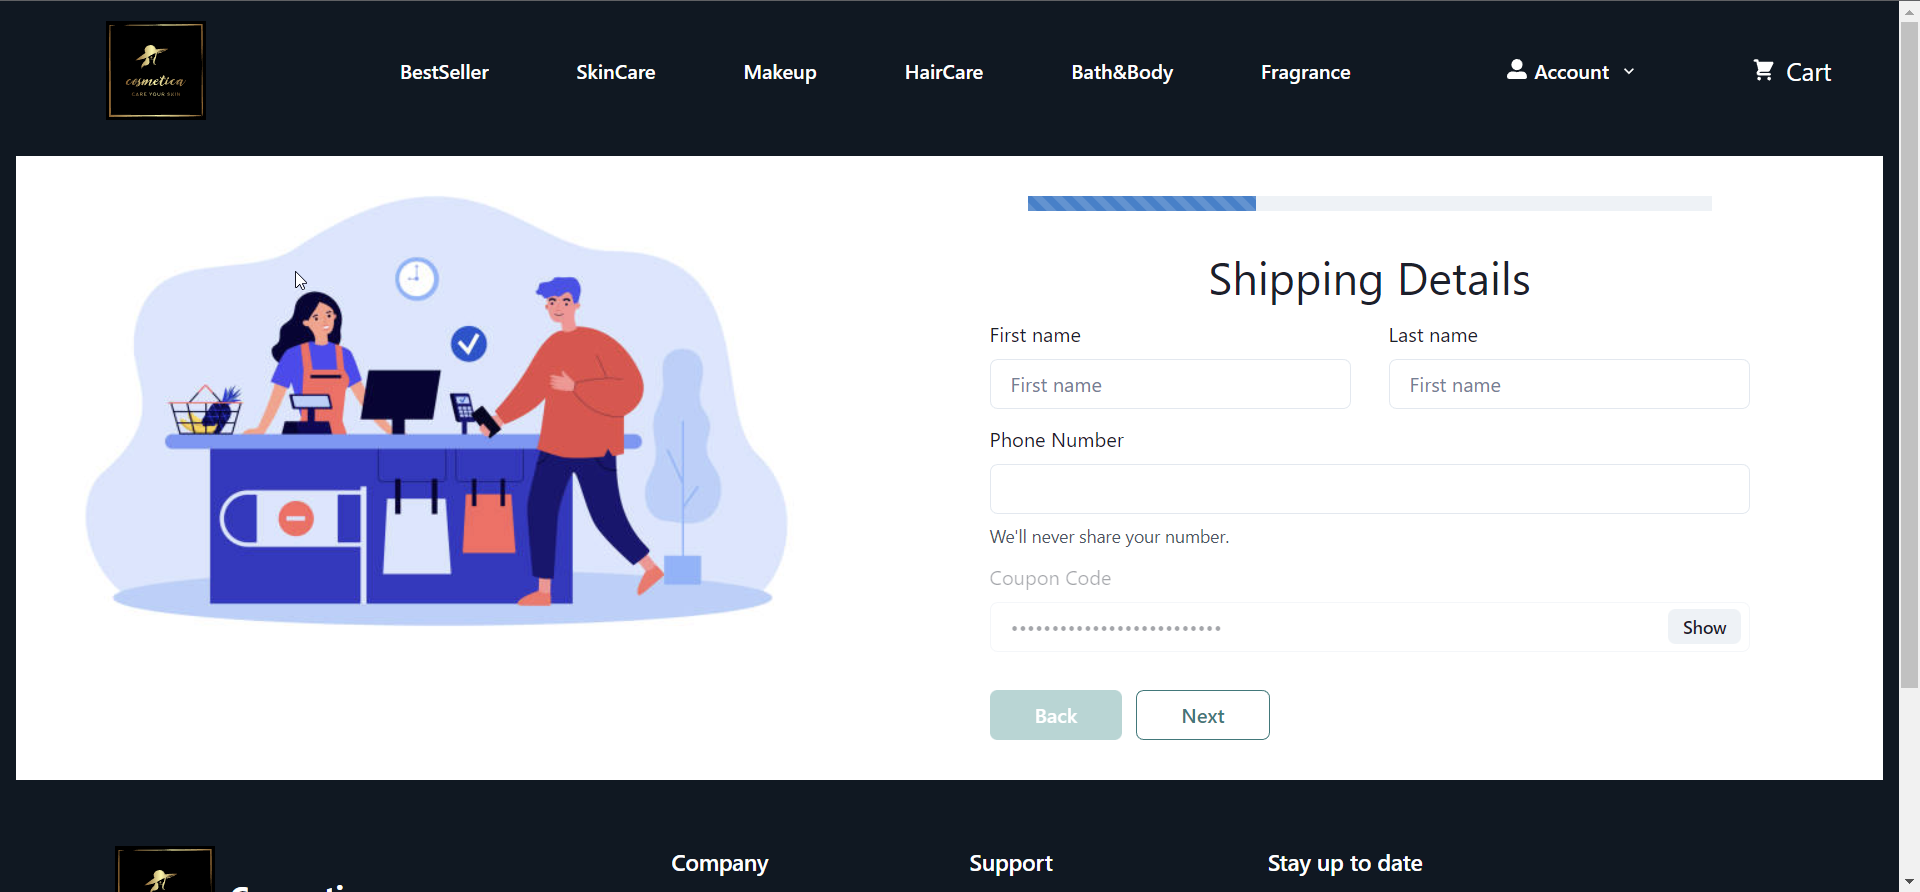 cosmetica
CARE YOUR SKIN
BestSeller SkinCare Makeup HairCare Bath&Body Fragrance Account Cart
Shipping Details
First name Last name
First name First name
Phone Number
We'll never share your number.
Coupon Code
Show
Back Next
Company Support Stay up to date